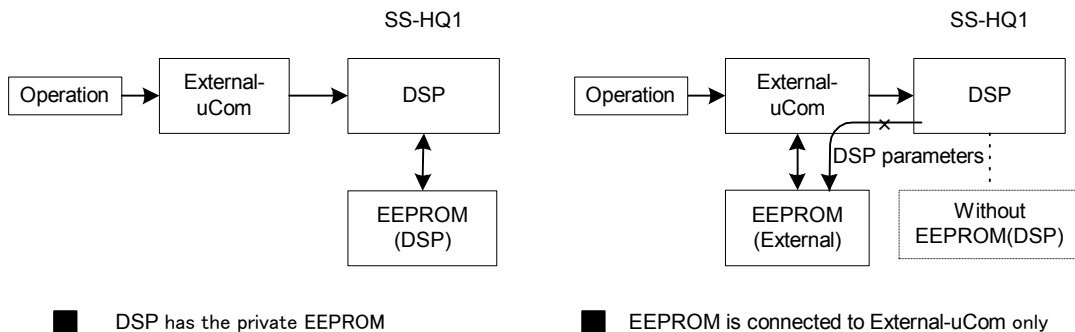 SS-HQ1
Operation
External-
uCom
DSP
EEPROM
(DSP)
■ DSP has the private EEPROM
SS-HQ1
Operation
External-
uCom
DSP
DSP parameters
EEPROM
(External)
Without
EEPROM(DSP)
■ EEPROM is connected to External-uCom only